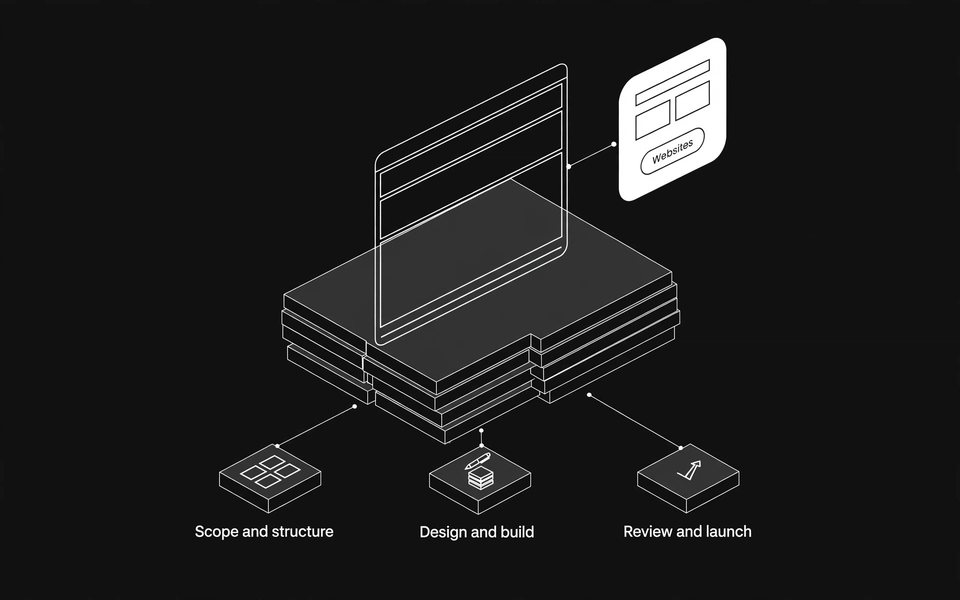 Websites
Scope and structure
Design and build
Review and launch